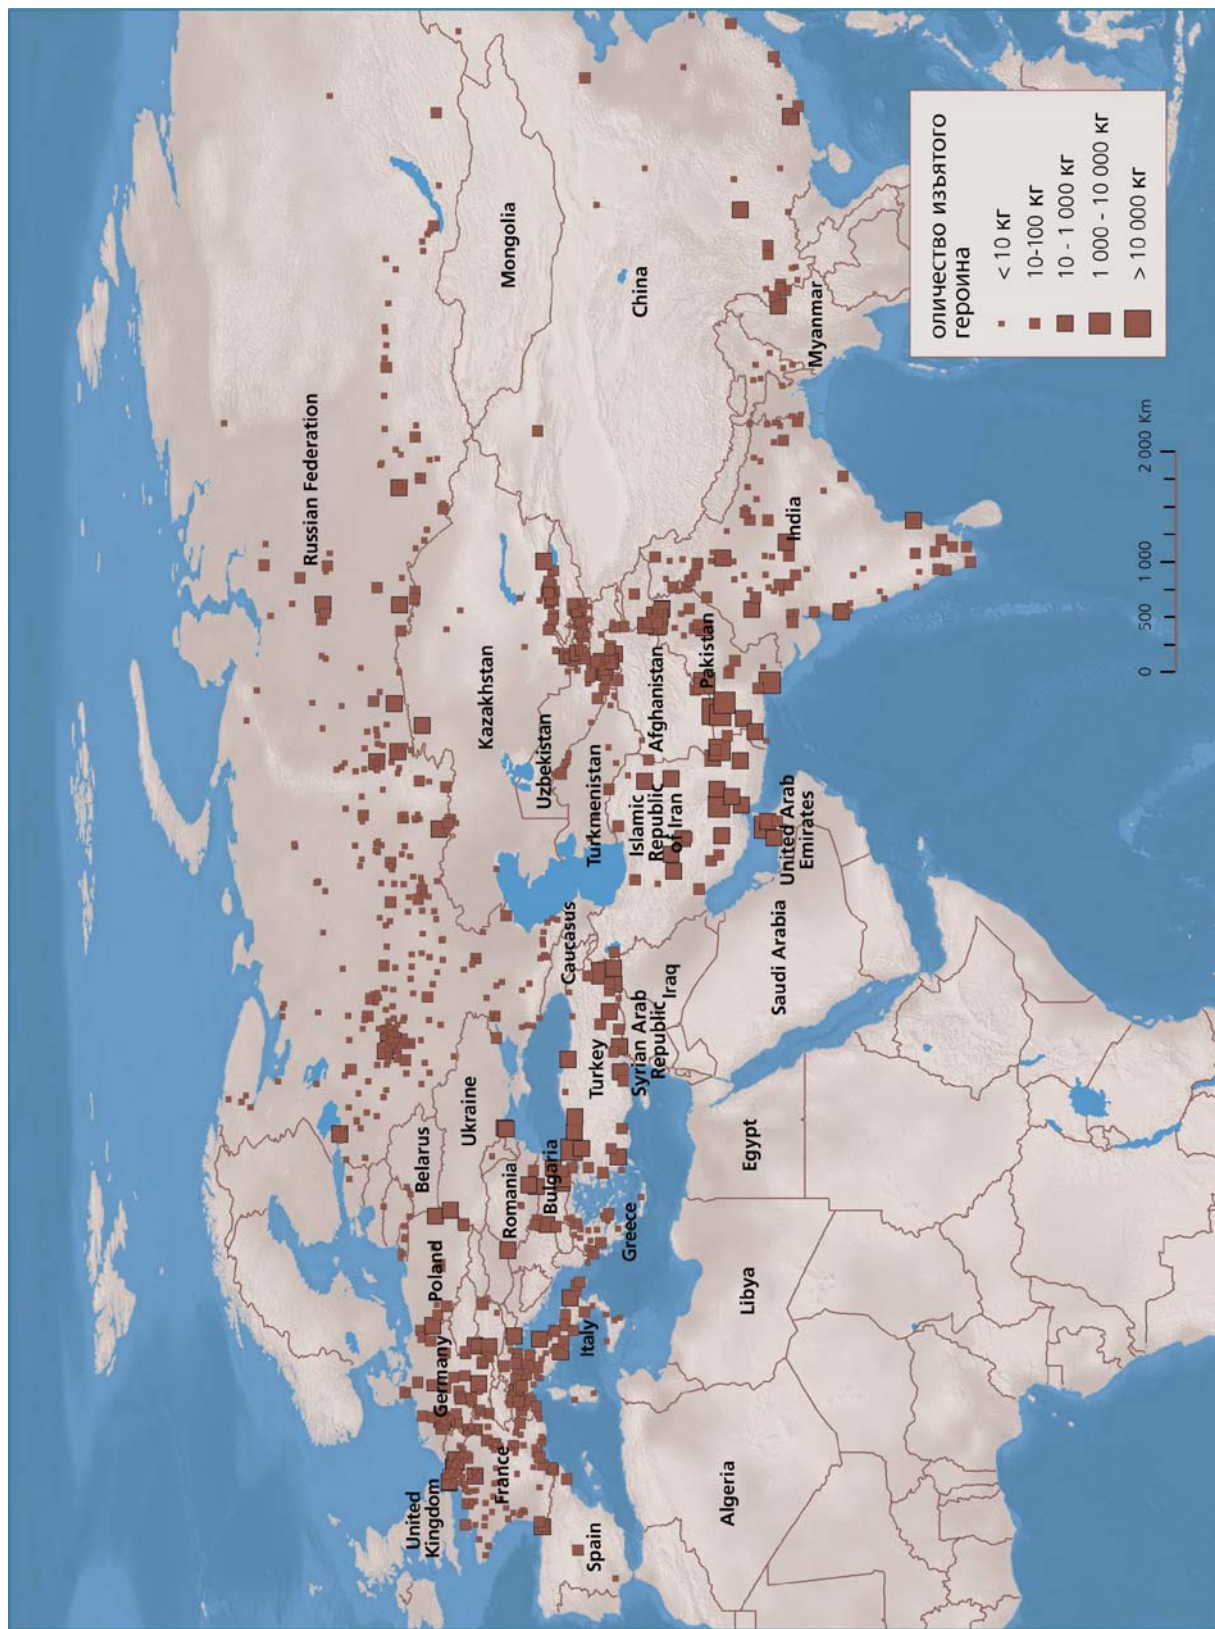 Russian Federation
Mongolia
China
Kazakhstan
Uzbekistan
Turkmenistan
Afghanistan
Pakistan
India
Myanmar
Islamic
Republic
of Iran
United Arab
Emirates
Saudi Arabia
Iraq
Caucasus
Syrian Arab
Republic
Turkey
Ukraine
Belarus
Romania
Bulgaria
Greece
Poland
Germany
Italy
France
United
Kingdom
Spain
Egypt
Libya
Algeria
оличество изъятого
героина
< 10 кг
10-100 кг
10 - 1 000 кг
1 000 - 10 000 кг
> 10 000 кг
0 500 1 000 2 000 Km